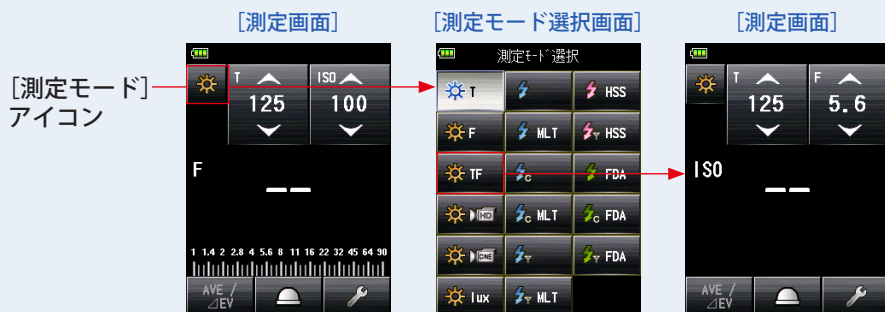 [測定画面]
[測定モード選択画面]
[測定画面]
[測定モード]
アイコン
T
125
ISO
100
F
1 1.4 2 2.8 4 5.6 8 11 16 22 32 45 64 90
AVE /
⊿EV
測定ﾓｰﾄﾞ選択
T
HSS
F
MLT
HSS
TF
C
FDA
HD
C MLT
C FDA
CINE
FDA
lux
MLT
T
125
F
5.6
ISO
AVE /
⊿EV